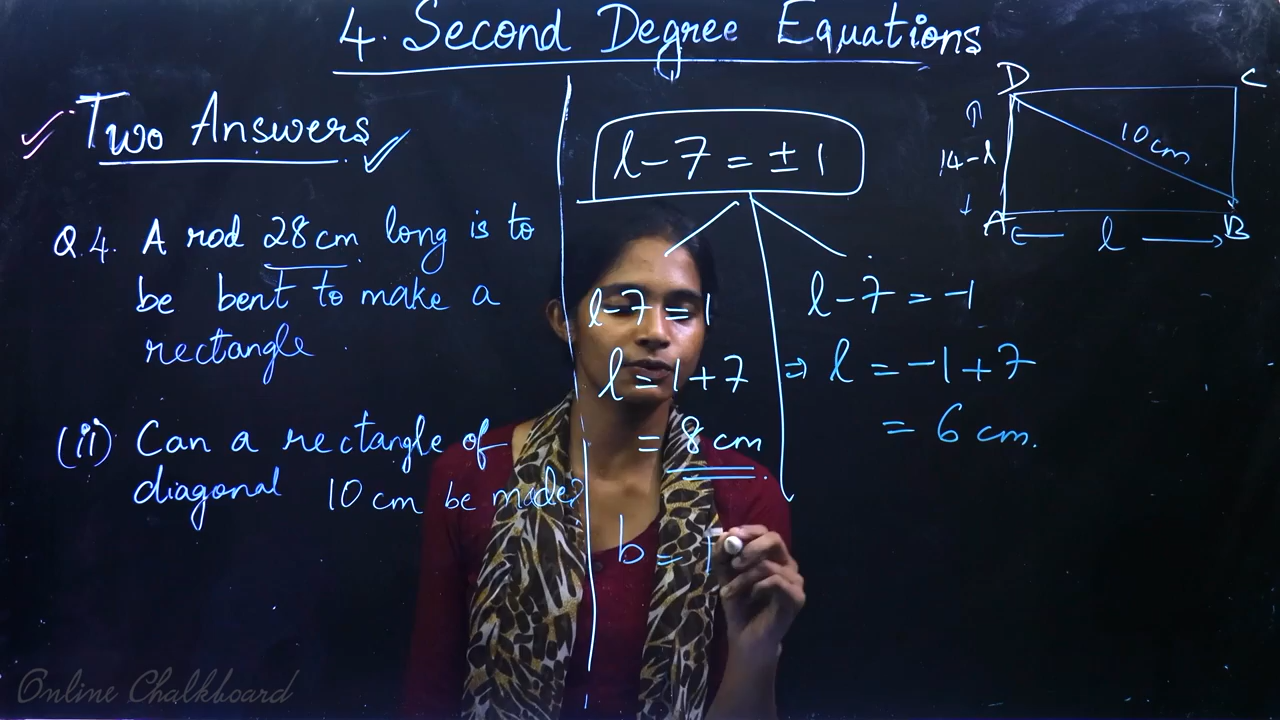 4. Second Degree Equations
Two Answers
Q.4. A rod 28 cm long is to
be bent to make a
rectangle.
(ii) Can a rectangle of
diagonal 10 cm be made?
l - 7 = ± 1
l - 7 = 1
l = 1 + 7
= 8 cm.
b =
l - 7 = -1
⇒ l = -1 + 7
= 6 cm.
D C
10 cm
14 - l
A B
l
Online Chalkboard